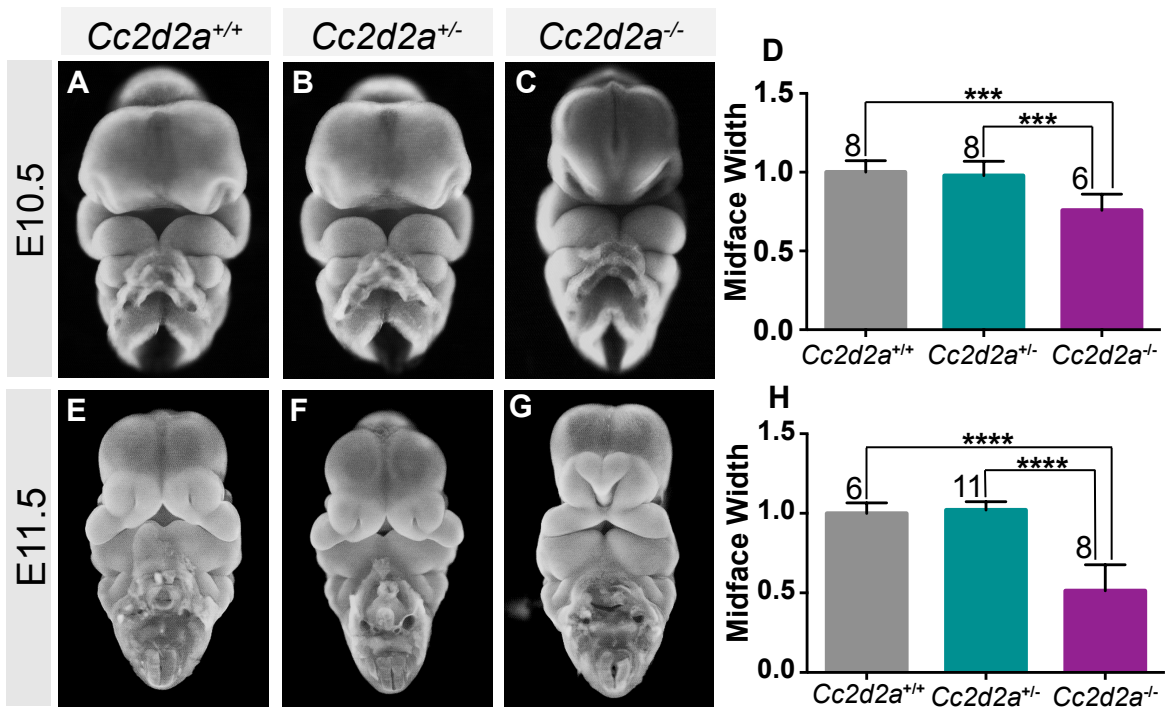 Cc2d2a+/+ Cc2d2a+/- Cc2d2a-/-
E10.5
A
B
C
D
Midface Width
1.5
1.0
0.5
0.0
***
***
8
8
6
Cc2d2a+/+ Cc2d2a+/- Cc2d2a-/-
E11.5
E
F
G
H
Midface Width
1.5
1.0
0.5
0.0
****
****
6
11
8
Cc2d2a+/+ Cc2d2a+/- Cc2d2a-/-